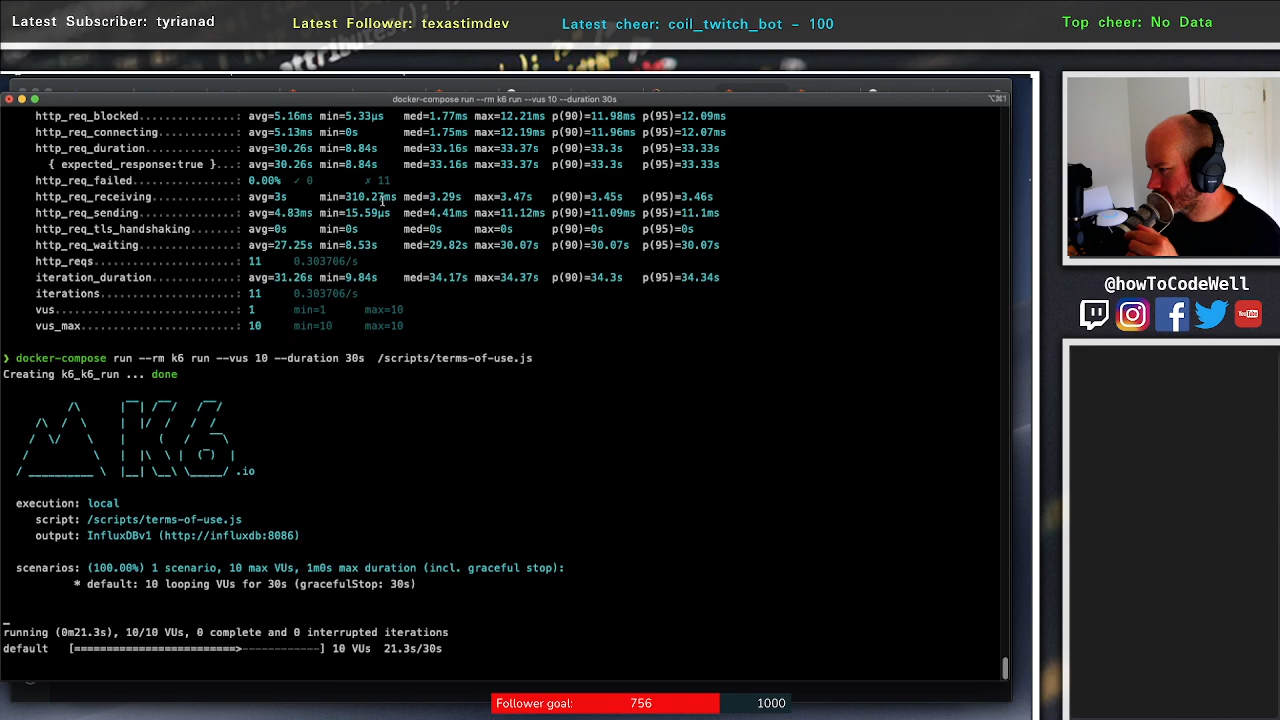 Latest Subscriber: tyrianad
Latest Follower: texastimdev
Latest cheer: coil_twitch_bot - 100
Top cheer: No Data
docker-compose run --rm k6 run --vus 10 --duration 30s
⌥⌘1
http_req_blocked...............: avg=5.16ms min=5.33µs med=1.77ms max=12.21ms p(90)=11.98ms p(95)=12.09ms
http_req_connecting............: avg=5.13ms min=0s med=1.75ms max=12.19ms p(90)=11.96ms p(95)=12.07ms
http_req_duration..............: avg=30.26s min=8.84s med=33.16s max=33.37s p(90)=33.3s p(95)=33.33s
{ expected_response:true }...: avg=30.26s min=8.84s med=33.16s max=33.37s p(90)=33.3s p(95)=33.33s
http_req_failed................: 0.00% ✓ 0 ✗ 11
http_req_receiving.............: avg=3s min=310.27ms med=3.29s max=3.47s p(90)=3.45s p(95)=3.46s
http_req_sending...............: avg=4.83ms min=15.59µs med=4.41ms max=11.12ms p(90)=11.09ms p(95)=11.1ms
http_req_tls_handshaking.......: avg=0s min=0s med=0s max=0s p(90)=0s p(95)=0s
http_req_waiting...............: avg=27.25s min=8.53s med=29.82s max=30.07s p(90)=30.07s p(95)=30.07s
http_reqs......................: 11 0.303706/s
iteration_duration.............: avg=31.26s min=9.84s med=34.17s max=34.37s p(90)=34.3s p(95)=34.34s
iterations.....................: 11 0.303706/s
vus............................: 1 min=1 max=10
vus_max........................: 10 min=10 max=10
❯ docker-compose run --rm k6 run --vus 10 --duration 30s /scripts/terms-of-use.js
Creating k6_k6_run ... done
K6
.io
execution: local
script: /scripts/terms-of-use.js
output: InfluxDBv1 (http://influxdb:8086)
scenarios: (100.00%) 1 scenario, 10 max VUs, 1m0s max duration (incl. graceful stop):
* default: 10 looping VUs for 30s (gracefulStop: 30s)
running (0m21.3s), 10/10 VUs, 0 complete and 0 interrupted iterations
default [=========================>-------------] 10 VUs 21.3s/30s
@howToCodeWell
You Tube
Follower goal: 756 1000